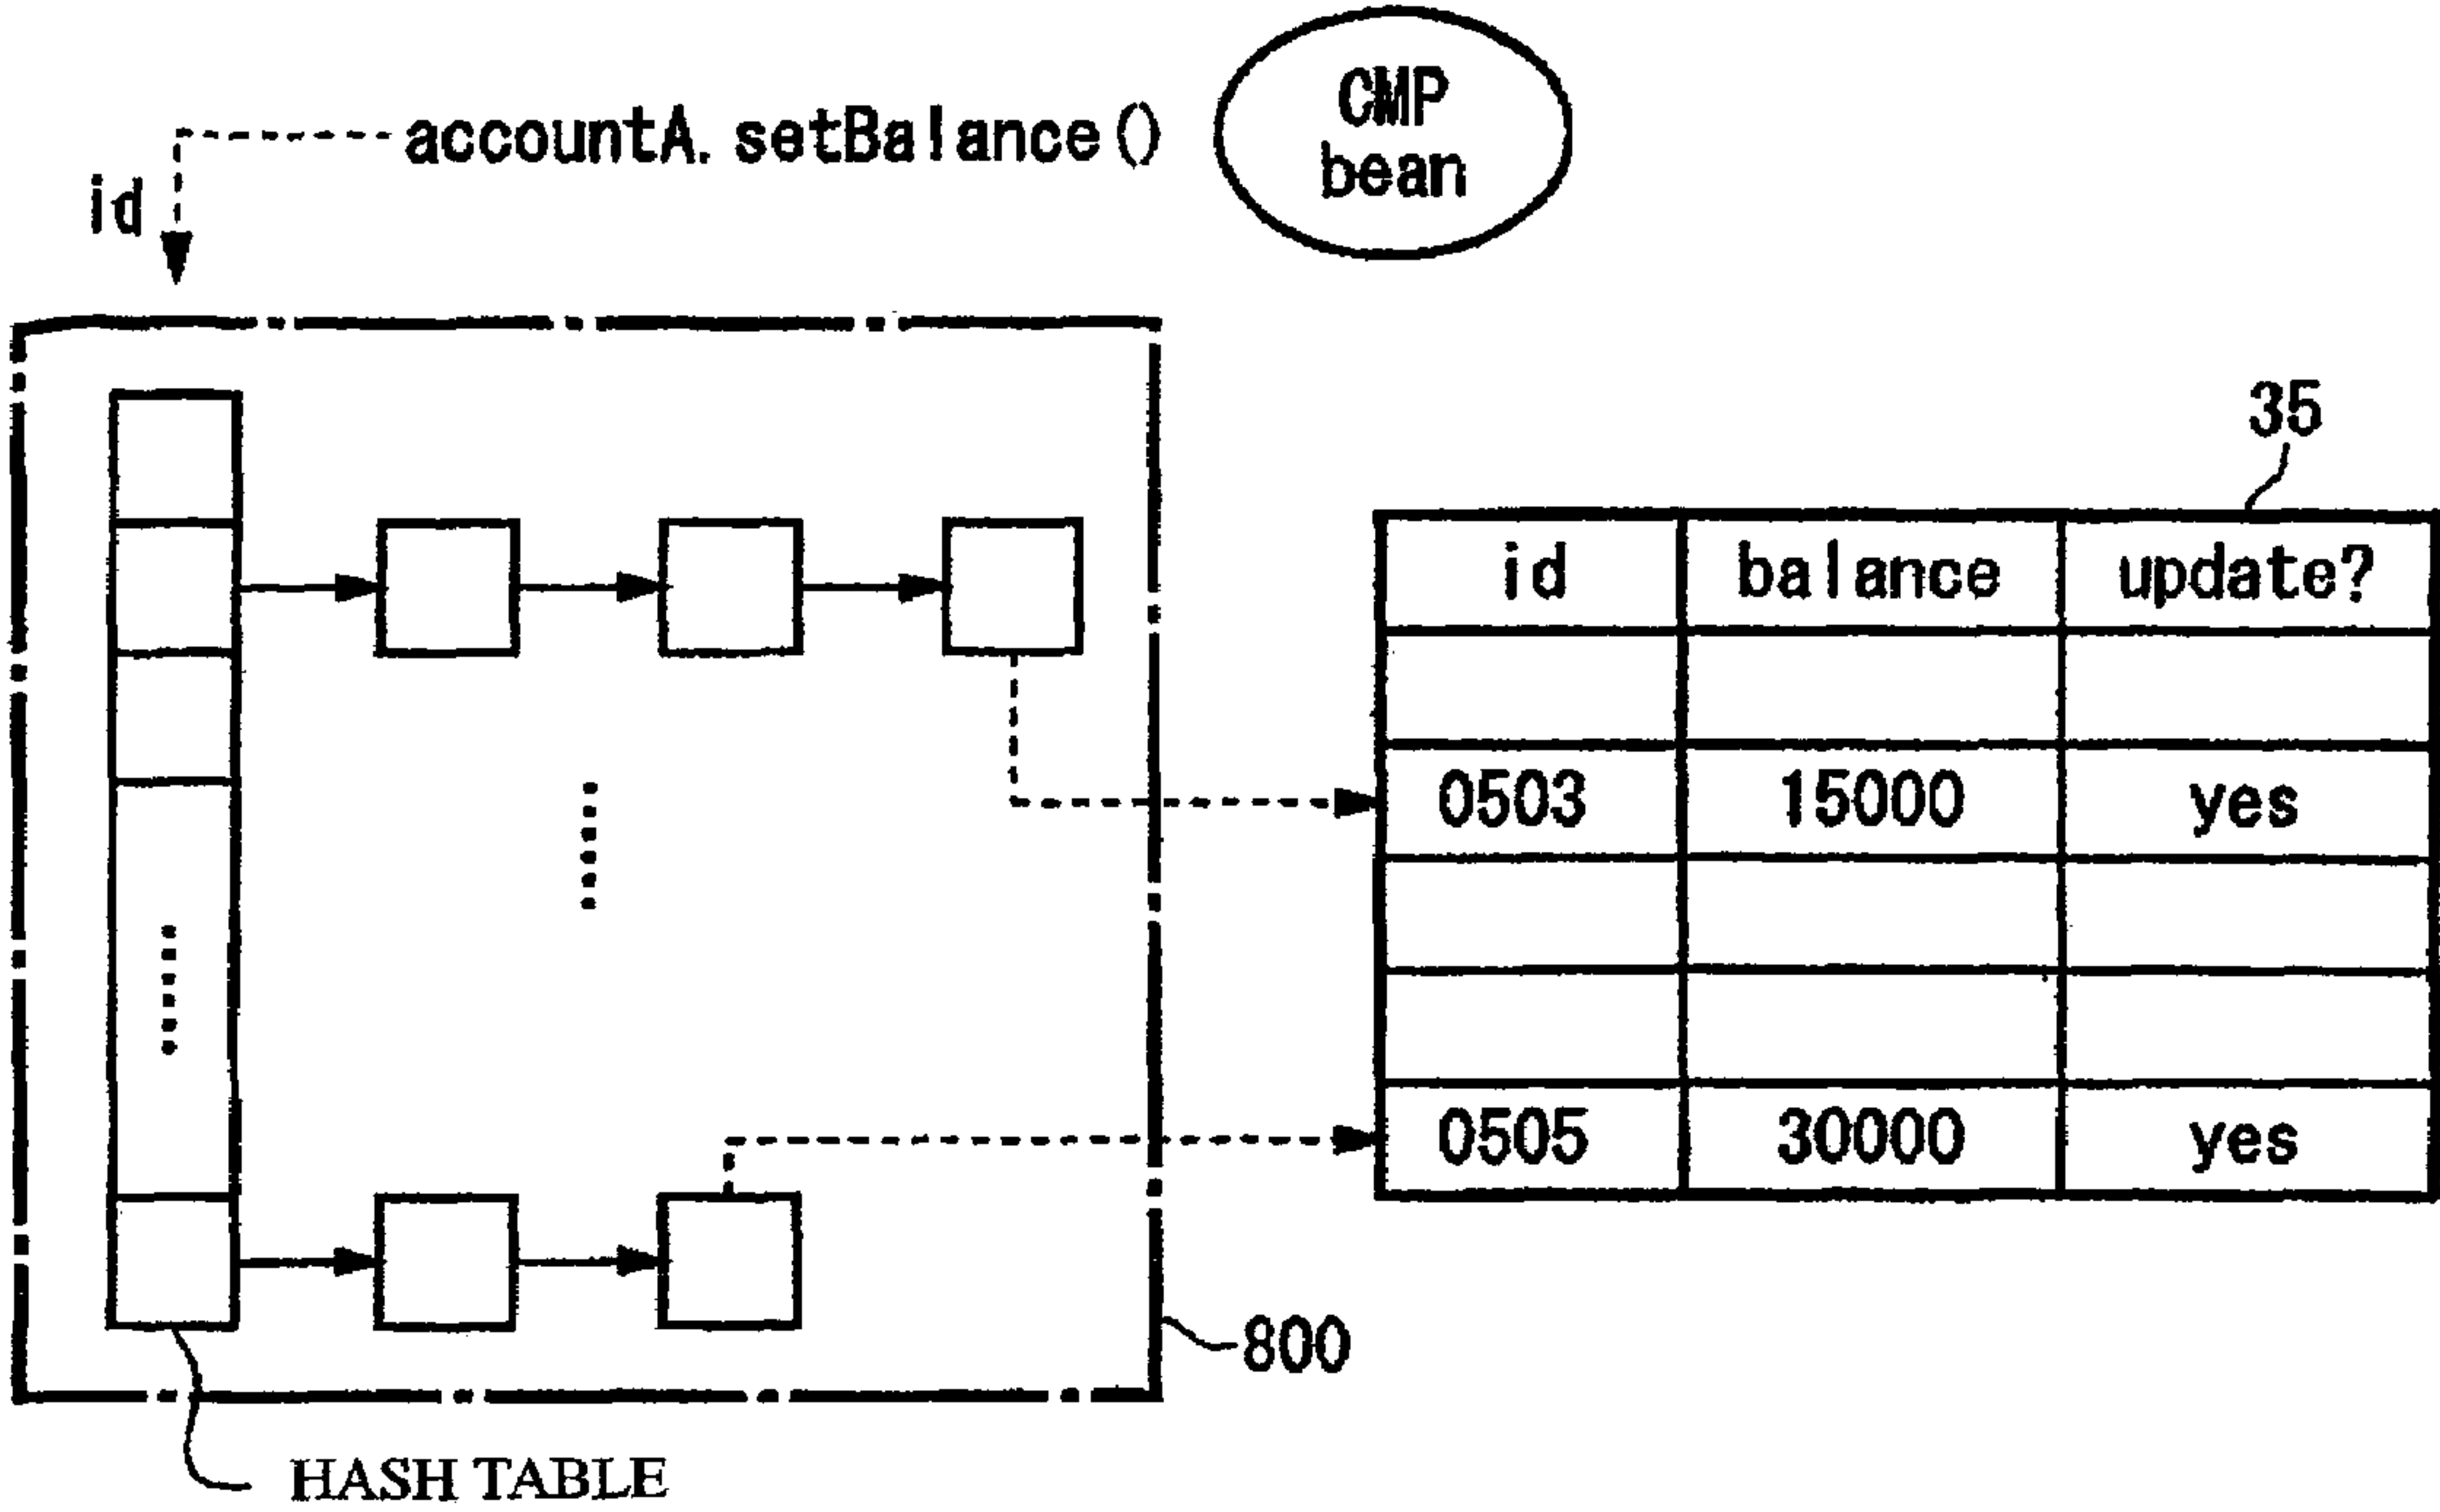 CMP
bean
accountA.setBalance()
id
35
id balance update?
0503 15000 yes
0505 30000 yes
800
HASH TABLE